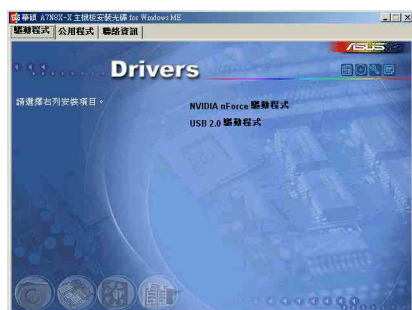 華碩 A7N8X-X 主機板安裝光碟 for Windows ME
驅動程式 公用程式 聯絡資訊
ASUS
Drivers
請選擇右列安裝項目。
NVIDIA nForce 驅動程式
USB 2.0 驅動程式